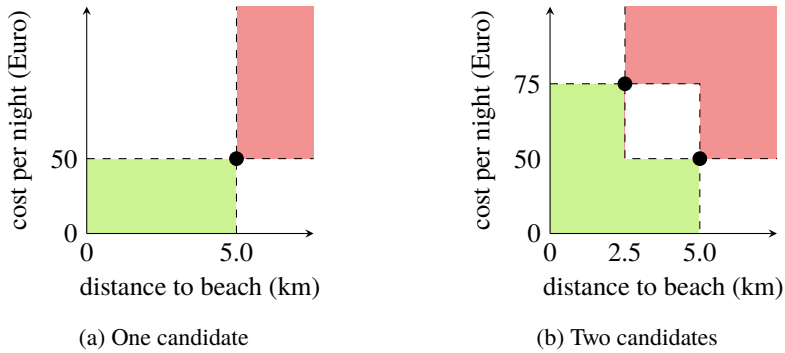 cost per night (Euro)
50
0
0
5.0
distance to beach (km)
(a) One candidate
cost per night (Euro)
75
50
0
0
2.5
5.0
distance to beach (km)
(b) Two candidates